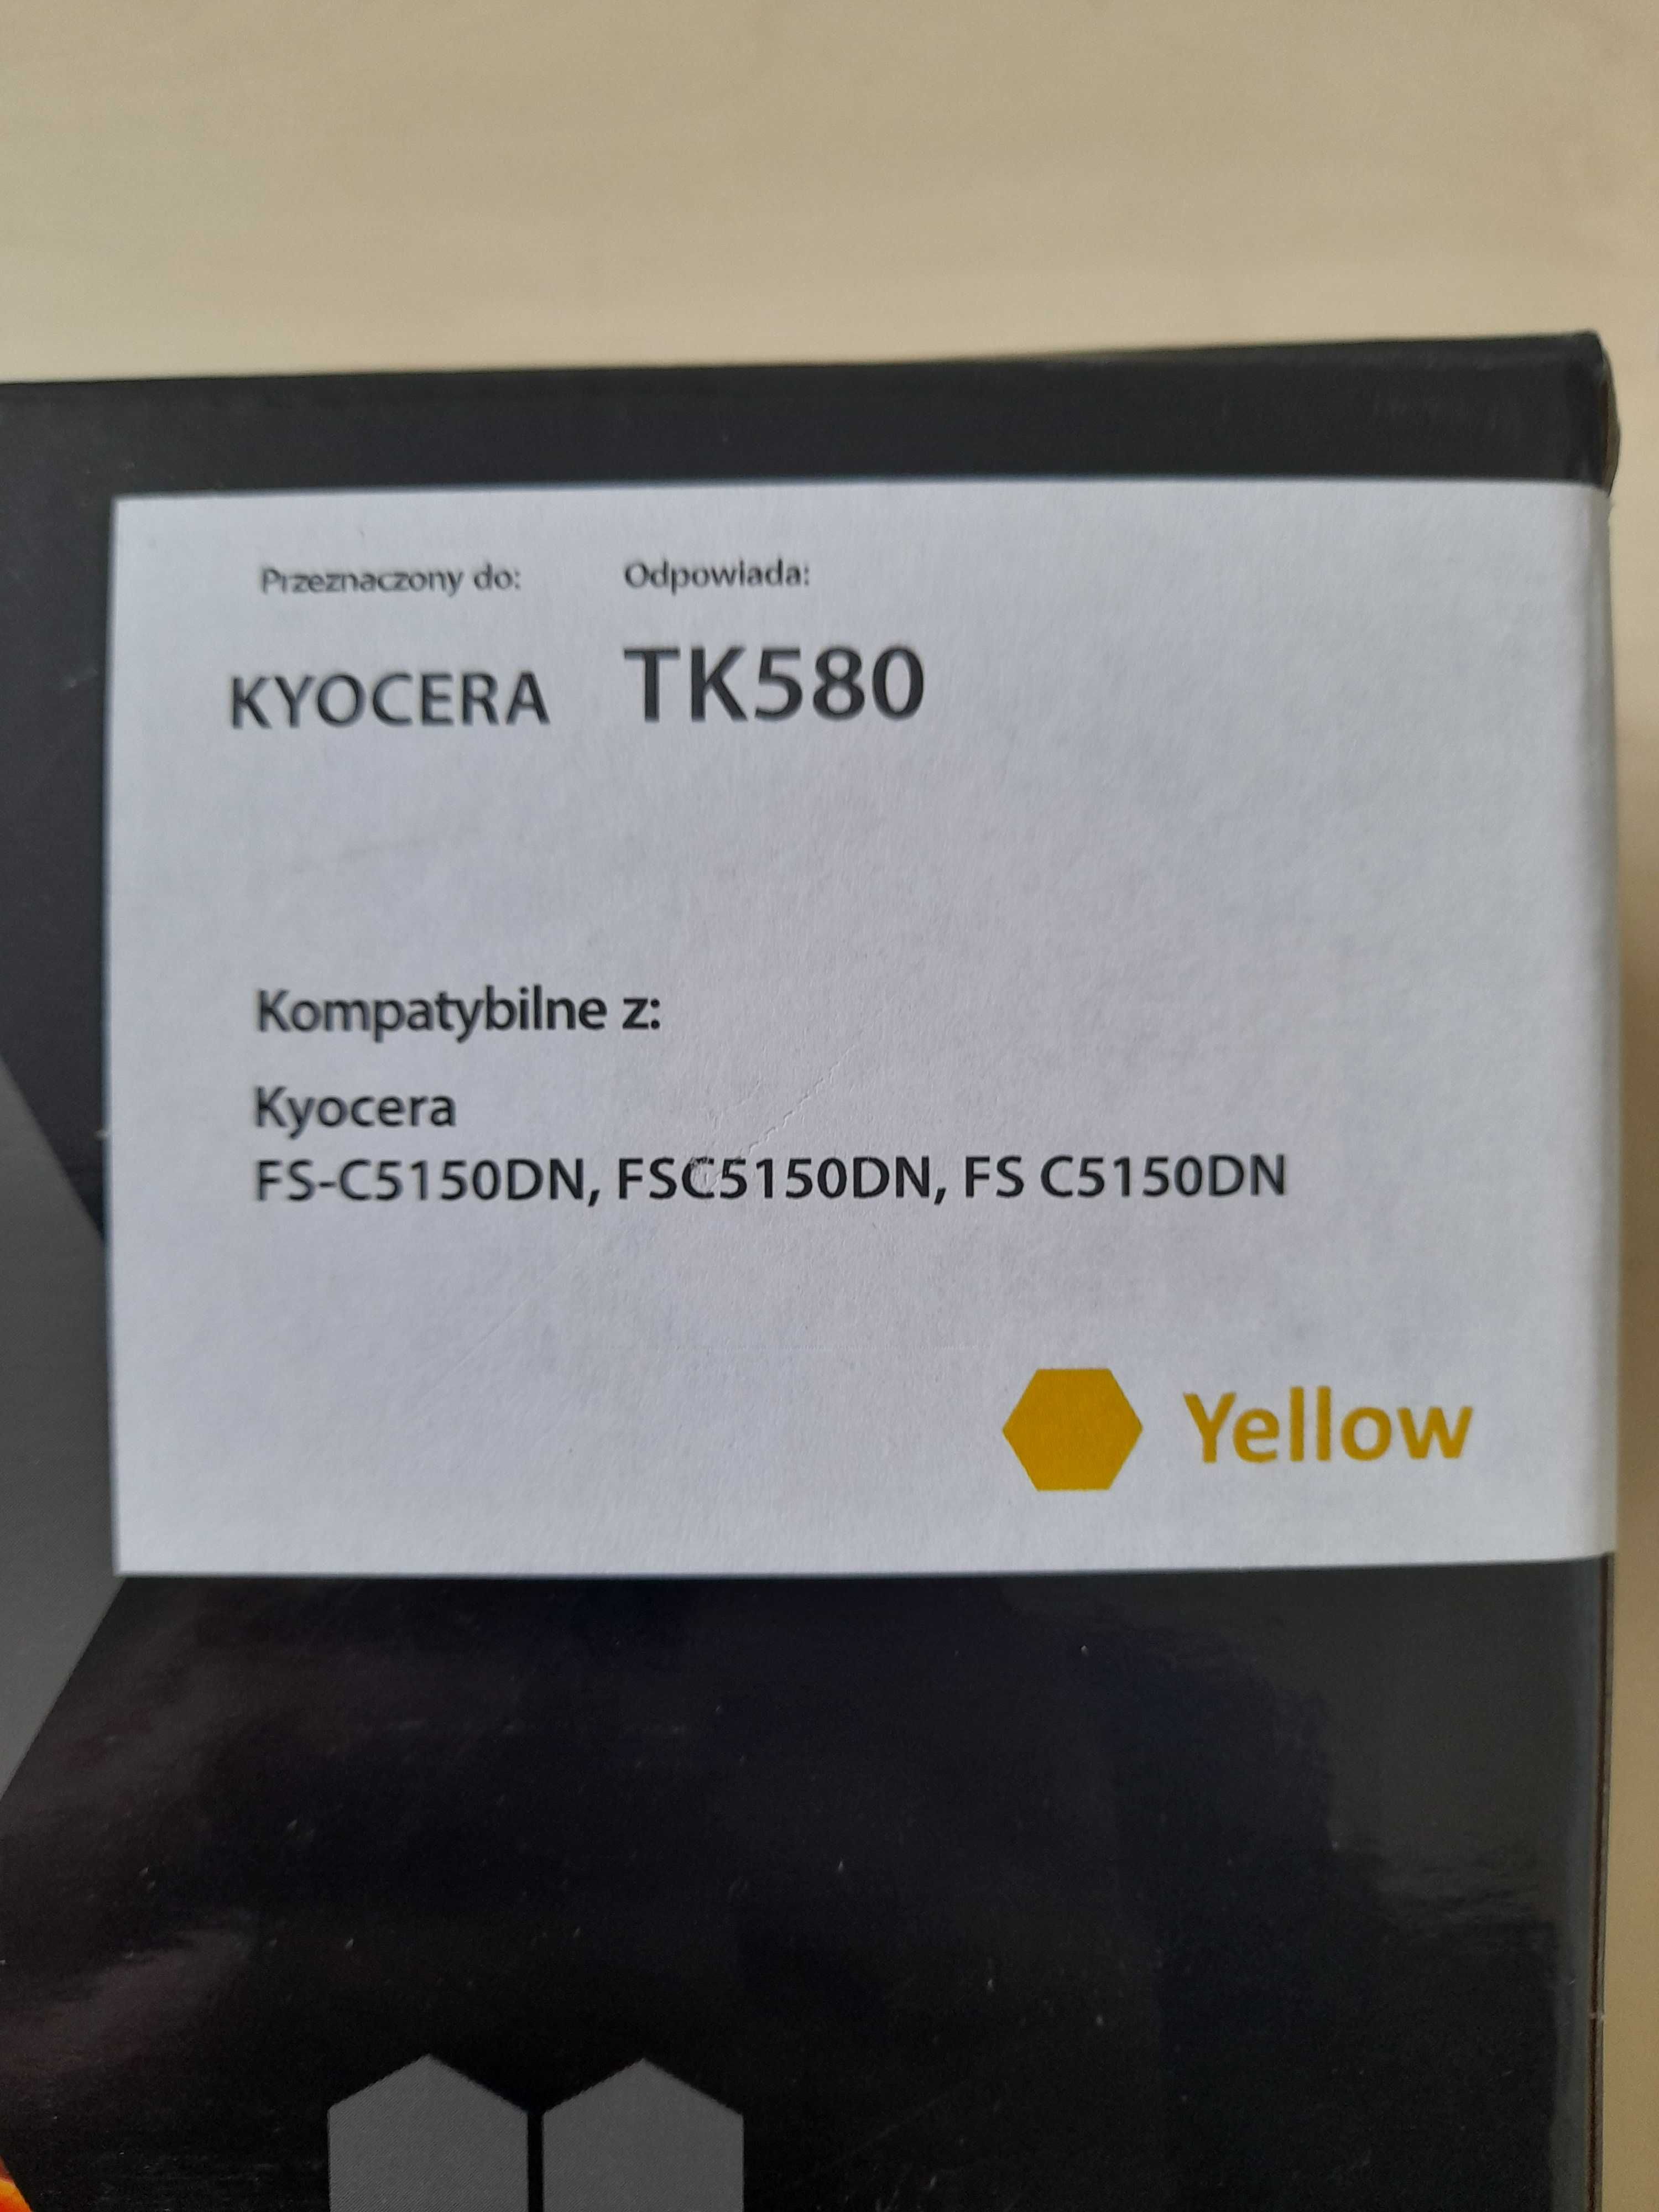 Przeznaczony do: Odpowiada:
KYOCERA TK580
Kompatybilne z:
Kyocera
FS-C5150DN, FSC5150DN, FS C5150DN
Yellow